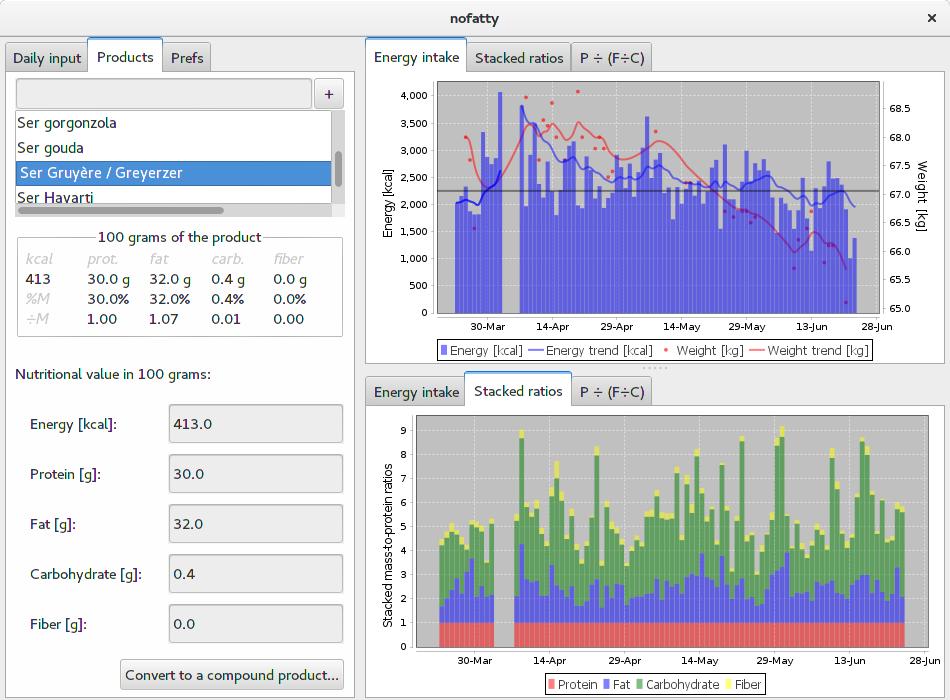 nofatty
×
Daily input Products Prefs
+
Ser gorgonzola
Ser gouda
Ser Gruyère / Greyerzer
Ser Havarti
100 grams of the product
kcal prot. fat carb. fiber
413 30.0 g 32.0 g 0.4 g 0.0 g
%M 30.0% 32.0% 0.4% 0.0%
÷M 1.00 1.07 0.01 0.00
Nutritional value in 100 grams:
Energy [kcal]: 413.0
Protein [g]: 30.0
Fat [g]: 32.0
Carbohydrate [g]: 0.4
Fiber [g]: 0.0
Convert to a compound product...
Energy intake Stacked ratios P ÷ (F÷C)
Energy [kcal]
4,000
3,500
3,000
2,500
2,000
1,500
1,000
500
0
68.5
68.0
67.5
67.0
66.5
66.0
65.5
65.0
Weight [kg]
30-Mar 14-Apr 29-Apr 14-May 29-May 13-Jun 28-Jun
Energy [kcal] Energy trend [kcal] Weight [kg] Weight trend [kg]
Energy intake Stacked ratios P ÷ (F÷C)
Stacked mass-to-protein ratios
9
8
7
6
5
4
3
2
1
0
30-Mar 14-Apr 29-Apr 14-May 29-May 13-Jun 28-Jun
Protein Fat Carbohydrate Fiber